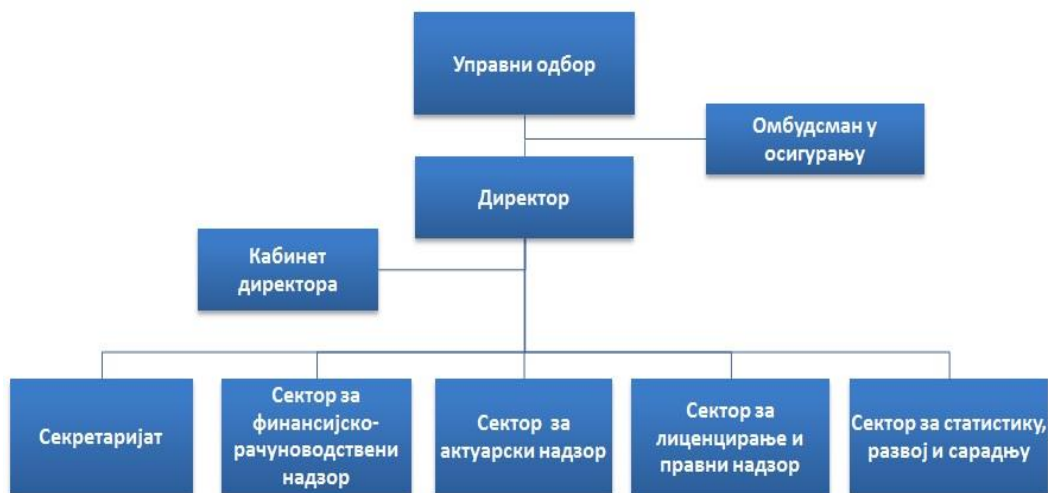 Управни одбор
Омбудсман у
осигурању
Директор
Кабинет
директора
Секретаријат
Сектор за
финансијско-
рачуноводствени
надзор
Сектор за
актуарски надзор
Сектор за
лиценцирање и
правни надзор
Сектор за статистику,
развој и сарадњу